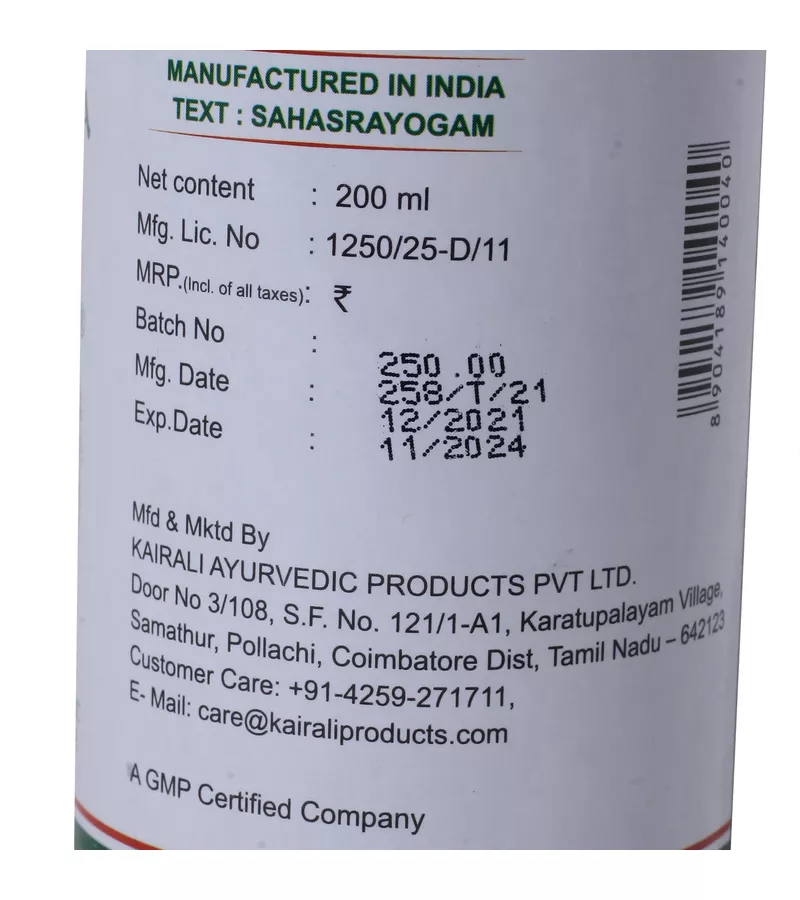 MANUFACTURED IN INDIA
TEXT : SAHASRAYOGAM
Net content : 200 ml
Mfg. Lic. No : 1250/25-D/11
MRP.(Incl. of all taxes): ₹ 250.00
Batch No : 258/T/21
Mfg. Date : 12/2021
Exp.Date : 11/2024
Mfd & Mktd By
KAIRALI AYURVEDIC PRODUCTS PVT LTD.
Door No 3/108, S.F. No. 121/1-A1, Karatupalayam Village,
Samathur, Pollachi, Coimbatore Dist, Tamil Nadu – 642123
Customer Care: +91-4259-271711,
E- Mail: care@kairaliproducts.com
A GMP Certified Company
8904189140040